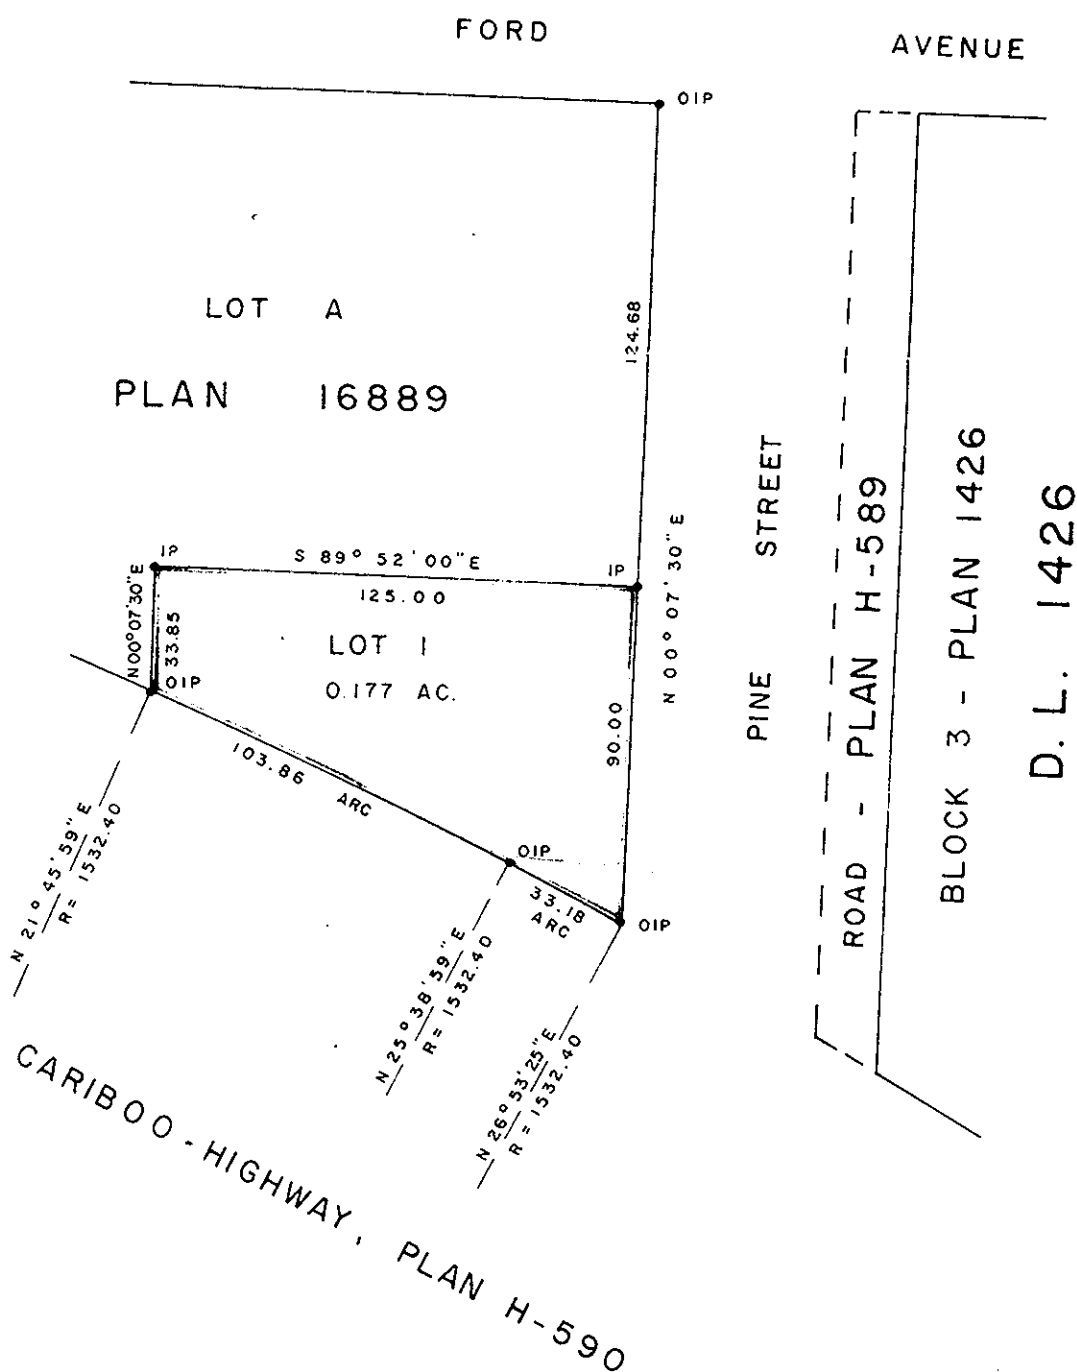 FORD AVENUE
OIP
LOT A
124.68
PLAN 16889
PINE STREET
ROAD - PLAN H-589
BLOCK 3 - PLAN 1426
D. L. 1426
IP
S 89° 52' 00" E
IP
125.00
N 00° 07' 30" E
N 00° 07' 30" E
33.85
LOT 1
0.177 AC.
OIP
90.00
103.86
ARC
OIP
33.18
ARC
OIP
N 21° 45' 59" E
R = 1532.40
N 25° 38' 59" E
R = 1532.40
N 26° 53' 25" E
R = 1532.40
CARIBOO - HIGHWAY, PLAN H-590